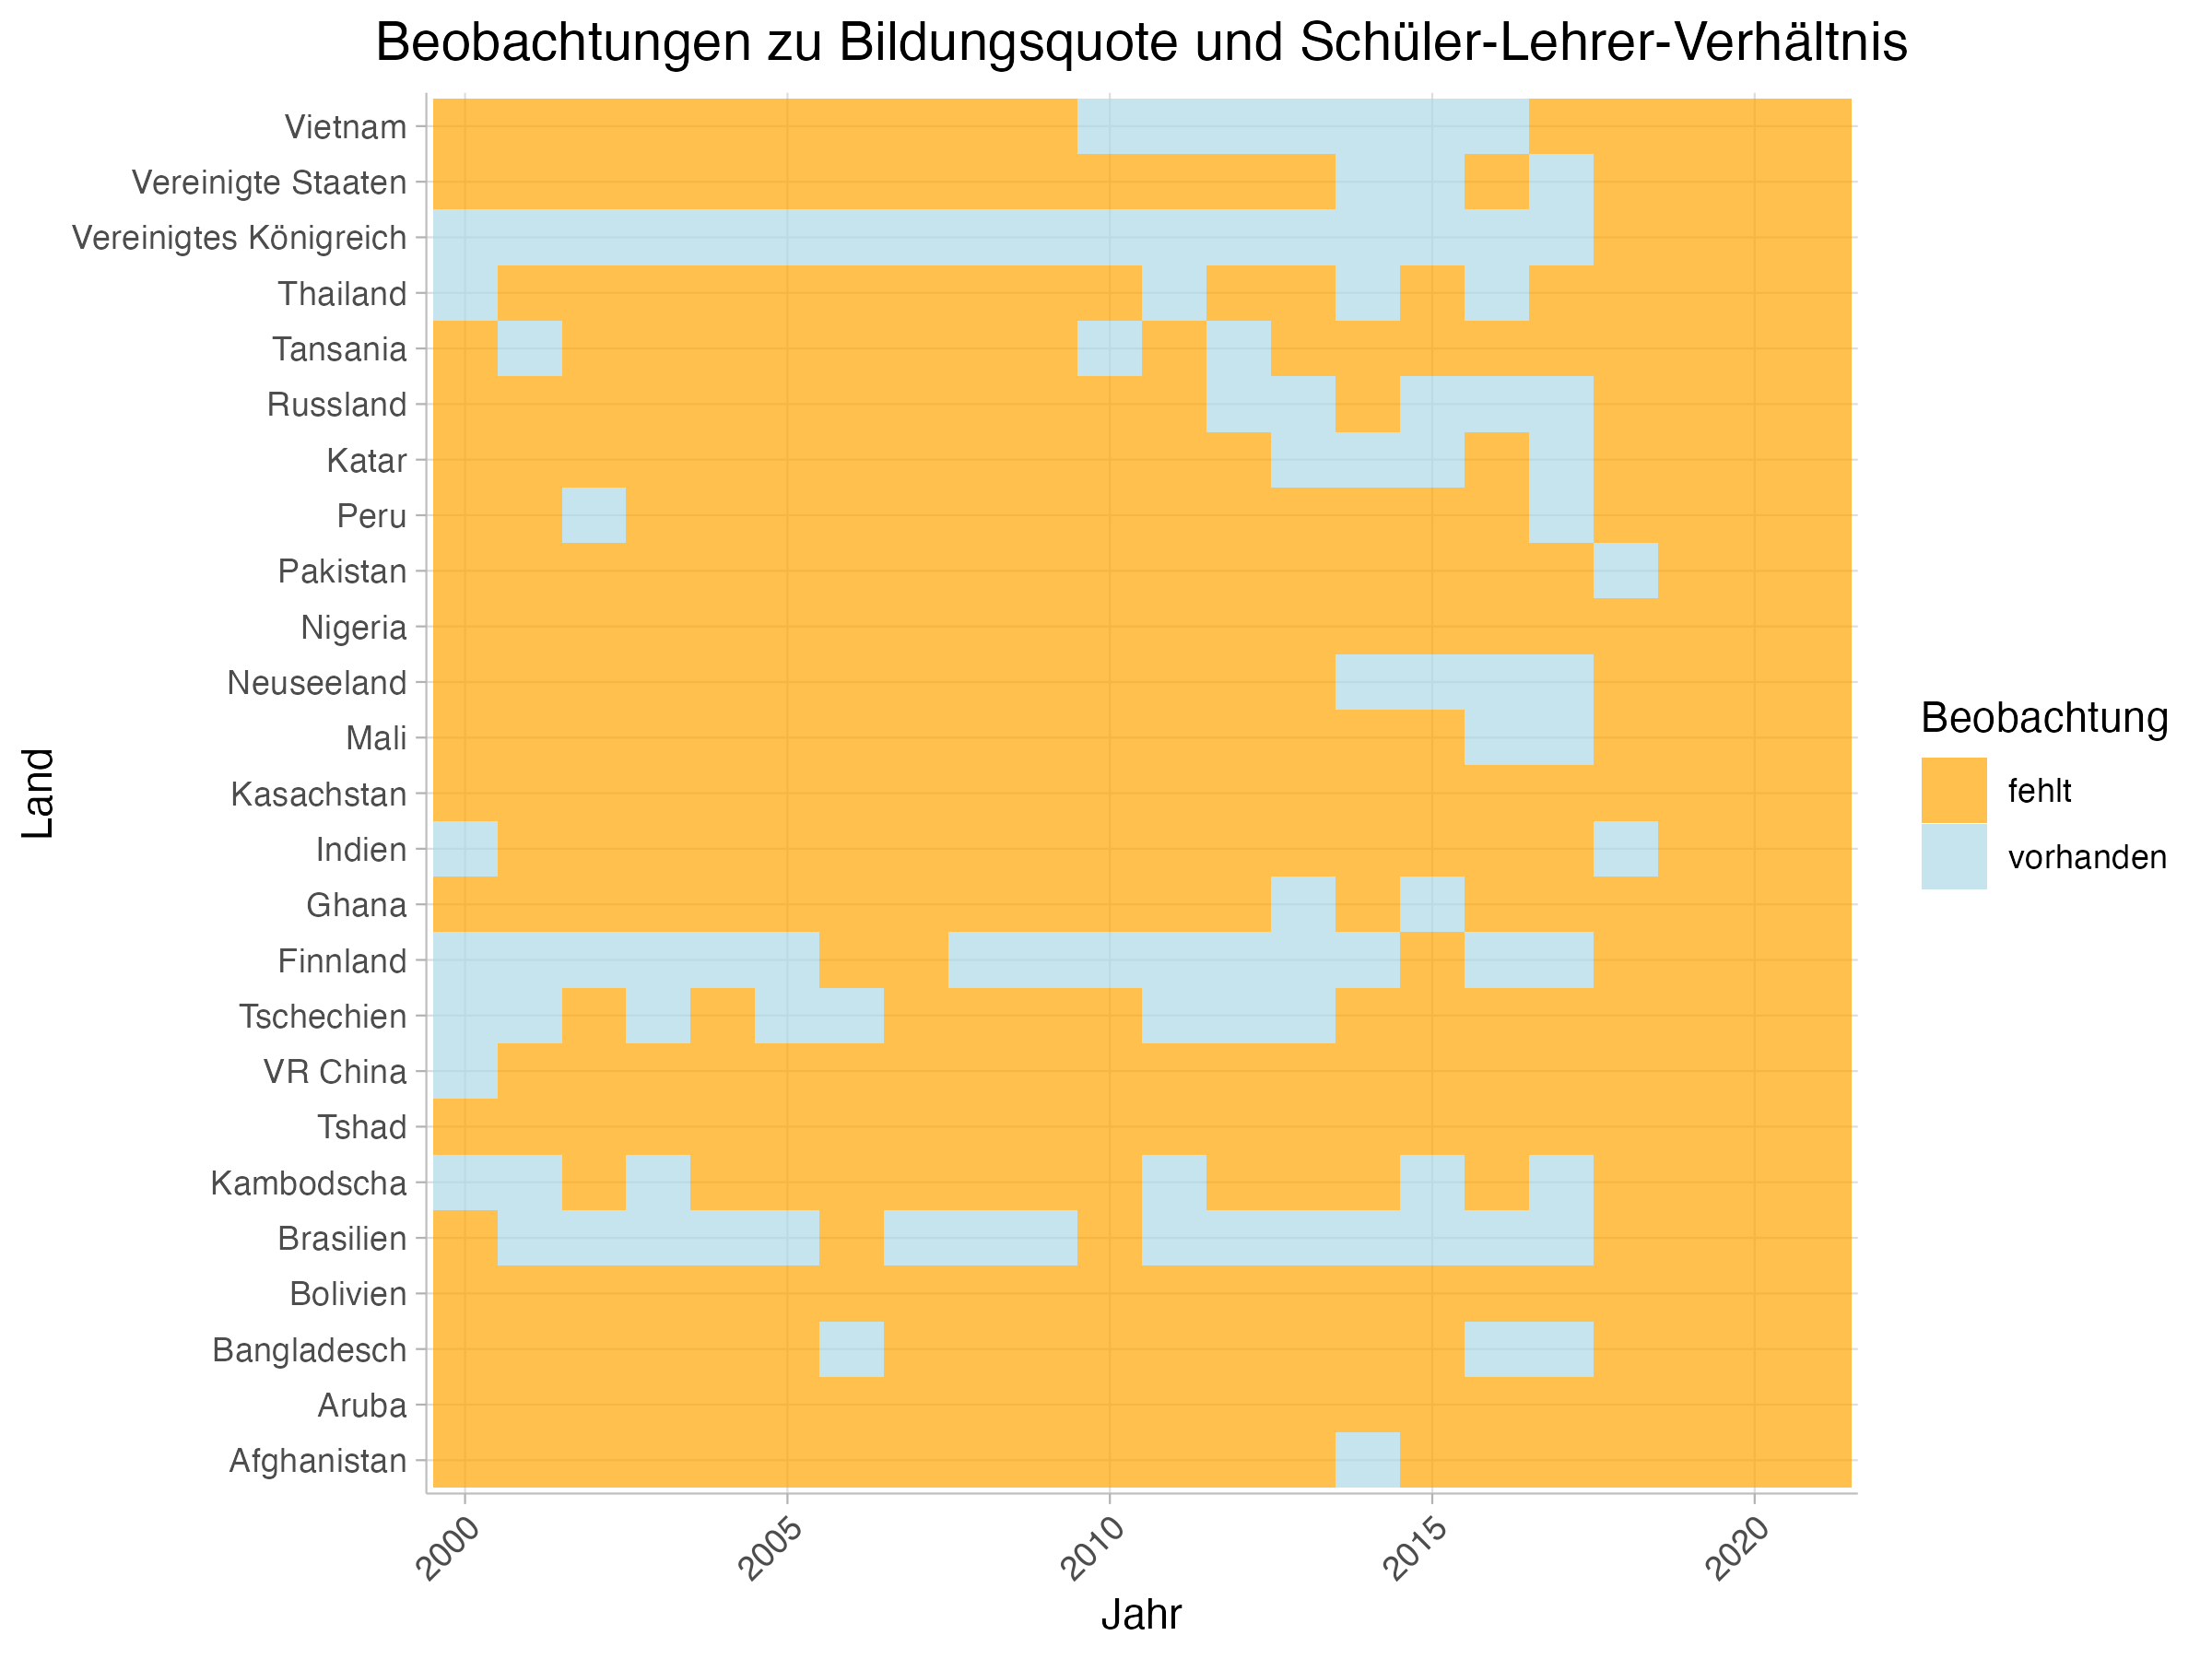 Beobachtungen zu Bildungsquote und Schüler-Lehrer-Verhältnis
Land
Vietnam
Vereinigte Staaten
Vereinigtes Königreich
Thailand
Tansania
Russland
Katar
Peru
Pakistan
Nigeria
Neuseeland
Mali
Kasachstan
Indien
Ghana
Finnland
Tschechien
VR China
Tshad
Kambodscha
Brasilien
Bolivien
Bangladesch
Aruba
Afghanistan
2000
2005
2010
2015
2020
Jahr
Beobachtung
fehlt
vorhanden